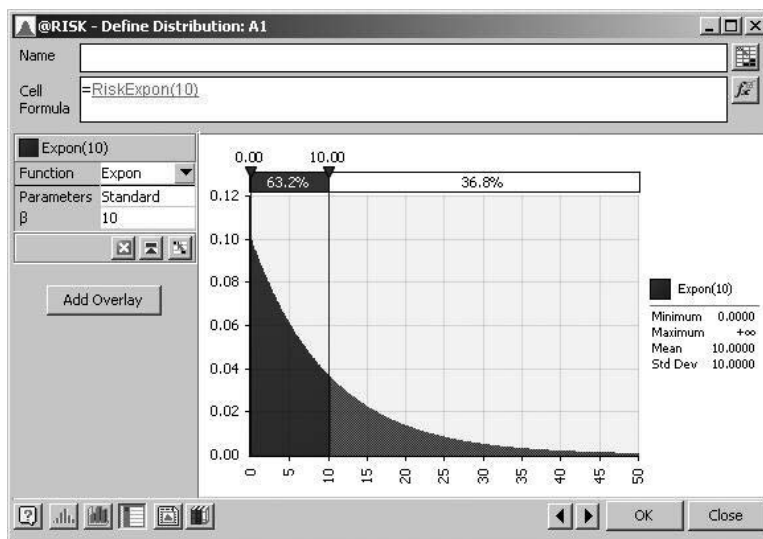 @RISK - Define Distribution: A1
Name
Cell Formula
=RiskExpon(10)
Expon(10)
Function Expon
Parameters Standard
β 10
Add Overlay
0.00 10.00
63.2% 36.8%
0.12
0.10
0.08
0.06
0.04
0.02
0.00
0 5 10 15 20 25 30 35 40 45 50
Expon(10)
Minimum 0.0000
Maximum +∞
Mean 10.0000
Std Dev 10.0000
OK
Close